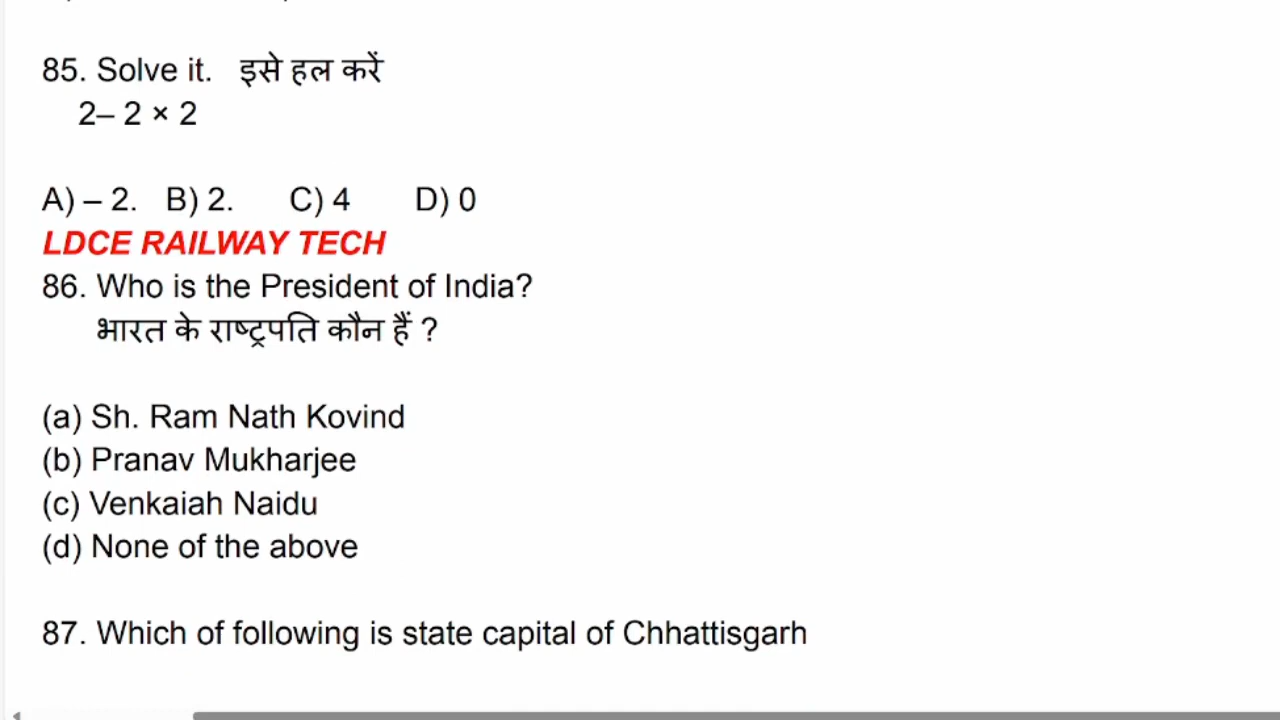 85. Solve it. इसे हल करें
2– 2 × 2
A) – 2. B) 2. C) 4 D) 0
LDCE RAILWAY TECH
86. Who is the President of India?
भारत के राष्ट्रपति कौन हैं ?
(a) Sh. Ram Nath Kovind
(b) Pranav Mukharjee
(c) Venkaiah Naidu
(d) None of the above
87. Which of following is state capital of Chhattisgarh